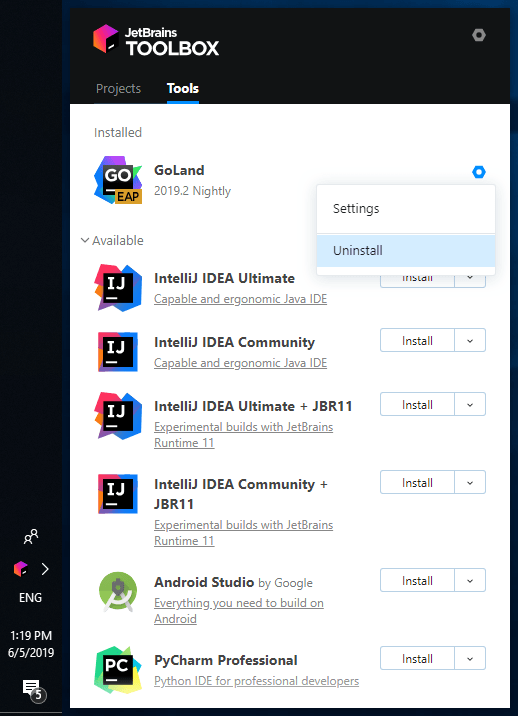 JetBrains
TOOLBOX
Projects Tools
Installed
GO
EAP
GoLand
2019.2 Nightly
Settings
Uninstall
Available
IJ
IntelliJ IDEA Ultimate
Capable and ergonomic Java IDE
Install
IJ
IntelliJ IDEA Community
Capable and ergonomic Java IDE
Install
IJ
IntelliJ IDEA Ultimate + JBR11
Experimental builds with JetBrains
Runtime 11
Install
IJ
IntelliJ IDEA Community +
JBR11
Experimental builds with JetBrains
Runtime 11
Install
Android Studio by Google
Everything you need to build on
Android
Install
PC
PyCharm Professional
Python IDE for professional developers
Install
ENG
1:19 PM
6/5/2019
5